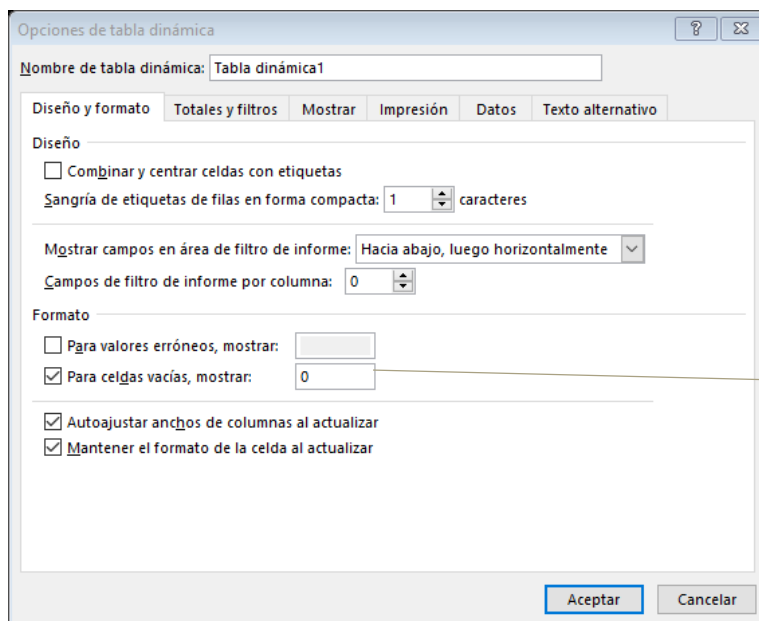 Opciones de tabla dinámica
Nombre de tabla dinámica: Tabla dinámica1
Diseño y formato Totales y filtros Mostrar Impresión Datos Texto alternativo
Diseño
Combinar y centrar celdas con etiquetas
Sangría de etiquetas de filas en forma compacta: 1 caracteres
Mostrar campos en área de filtro de informe: Hacia abajo, luego horizontalmente
Campos de filtro de informe por columna: 0
Formato
Para valores erróneos, mostrar:
Para celdas vacías, mostrar: 0
Autoajustar anchos de columnas al actualizar
Mantener el formato de la celda al actualizar
Aceptar Cancelar